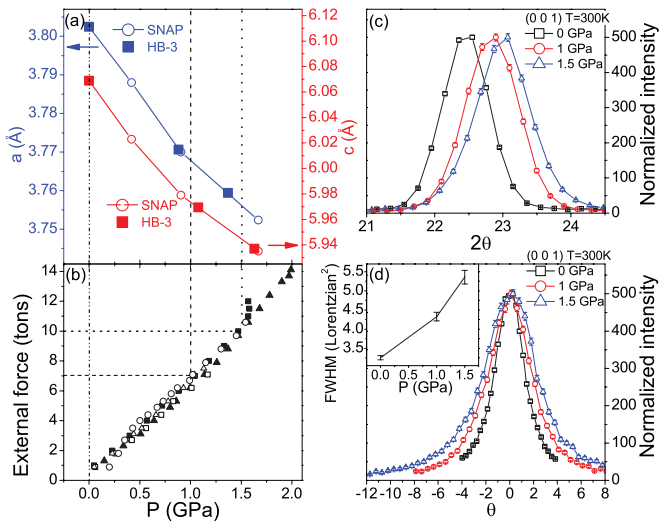 (a)
SNAP
HB-3
SNAP
HB-3
a (Å)
3.80
3.79
3.78
3.77
3.76
3.75
c (Å)
6.12
6.10
6.08
6.06
6.04
6.02
6.00
5.98
5.96
5.94
(b)
External force (tons)
14
12
10
8
6
4
2
0
0.0 0.5 1.0 1.5 2.0
P (GPa)
(c)
(0 0 1) T=300K
0 GPa
1 GPa
1.5 GPa
500
400
300
200
100
0
Normalized intensity
21 22 23 24
2θ
(d)
(0 0 1) T=300K
0 GPa
1 GPa
1.5 GPa
FWHM (Lorentzian²)
5.5
5.0
4.5
4.0
3.5
0.0 0.5 1.0 1.5
P (GPa)
500
400
300
200
100
0
Normalized intensity
-12 -10 -8 -6 -4 -2 0 2 4 6 8
θ